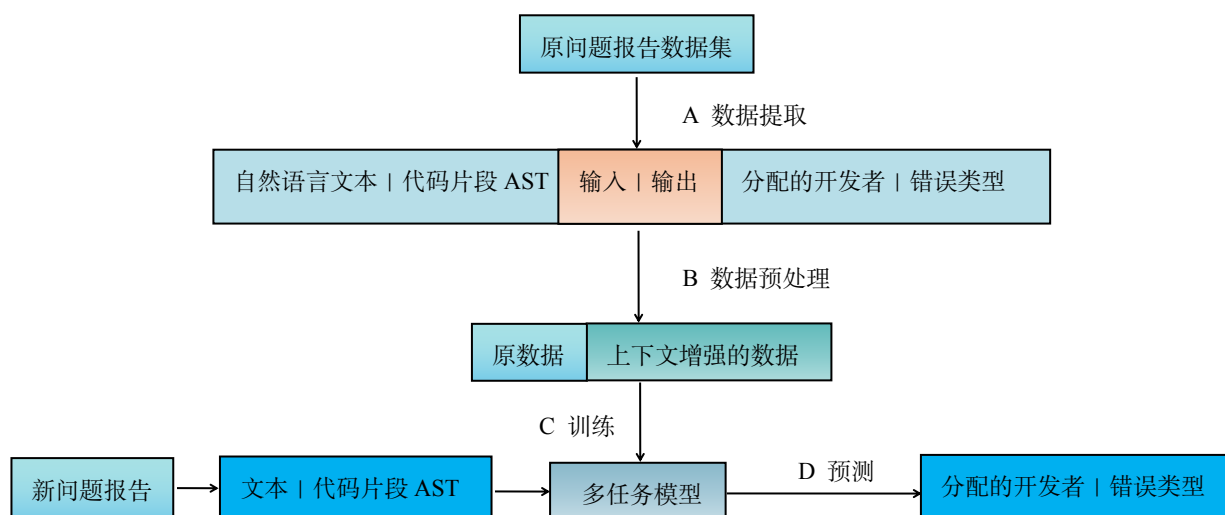 原问题报告数据集
A 数据提取
自然语言文本 | 代码片段 AST 输入 | 输出 分配的开发者 | 错误类型
B 数据预处理
原数据 上下文增强的数据
C 训练
D 预测
新问题报告 文本 | 代码片段 AST 多任务模型 分配的开发者 | 错误类型